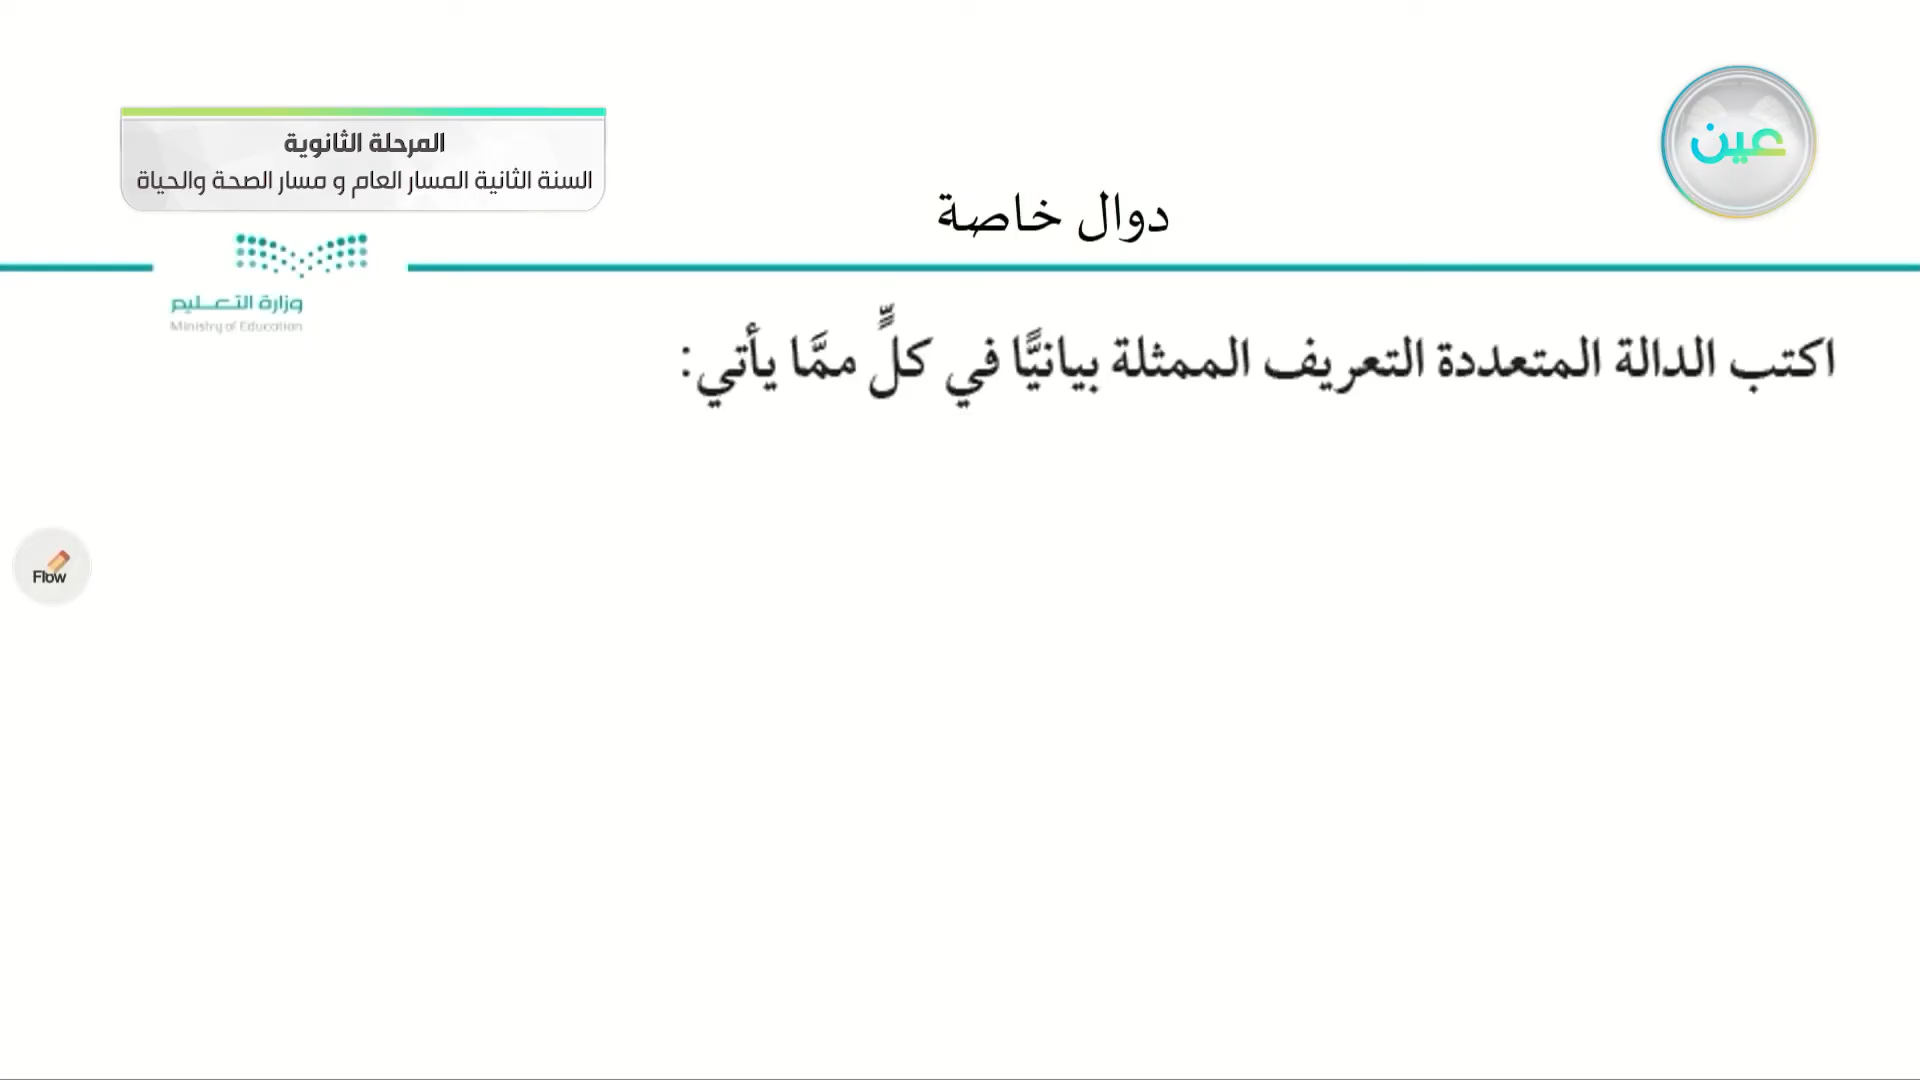 المرحلة الثانوية
السنة الثانية المسار العام و مسار الصحة والحياة
عين
دوال خاصة
وزارة التعليم
Ministry of Education
اكتب الدالة المتعددة التعريف الممثلة بيانيًّا في كلٍّ ممَّا يأتي:
Flow